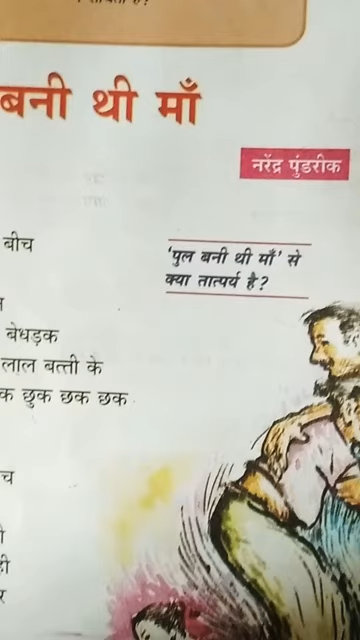 बनी थी माँ
नरेंद्र पुंडरीक
बीच
'पुल बनी थी माँ' से
क्या तात्पर्य है?
बेधड़क
लाल बत्ती के
छुक छक छक